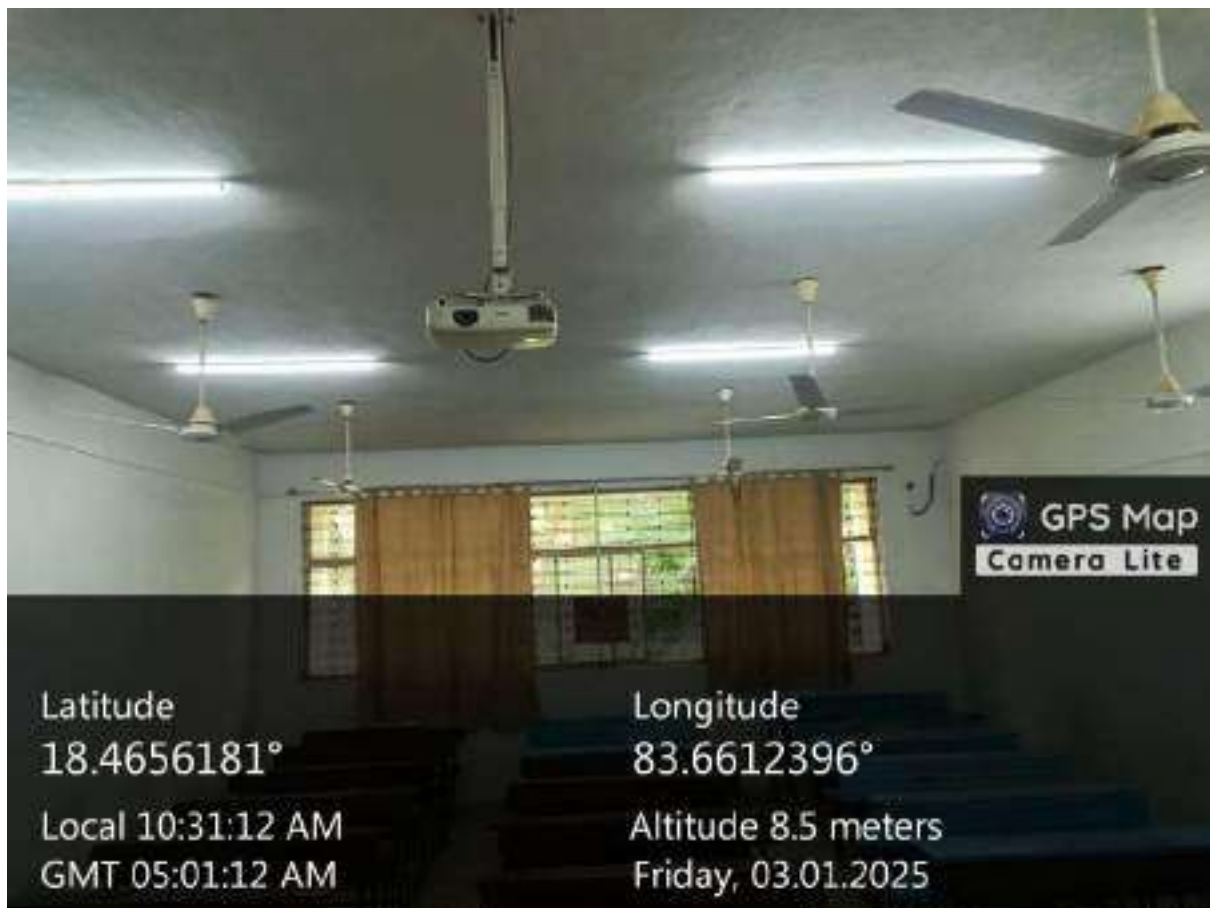 GPS Map
Camera Lite
Latitude
18.4656181°
Local 10:31:12 AM
GMT 05:01:12 AM
Longitude
83.6612396°
Altitude 8.5 meters
Friday, 03.01.2025